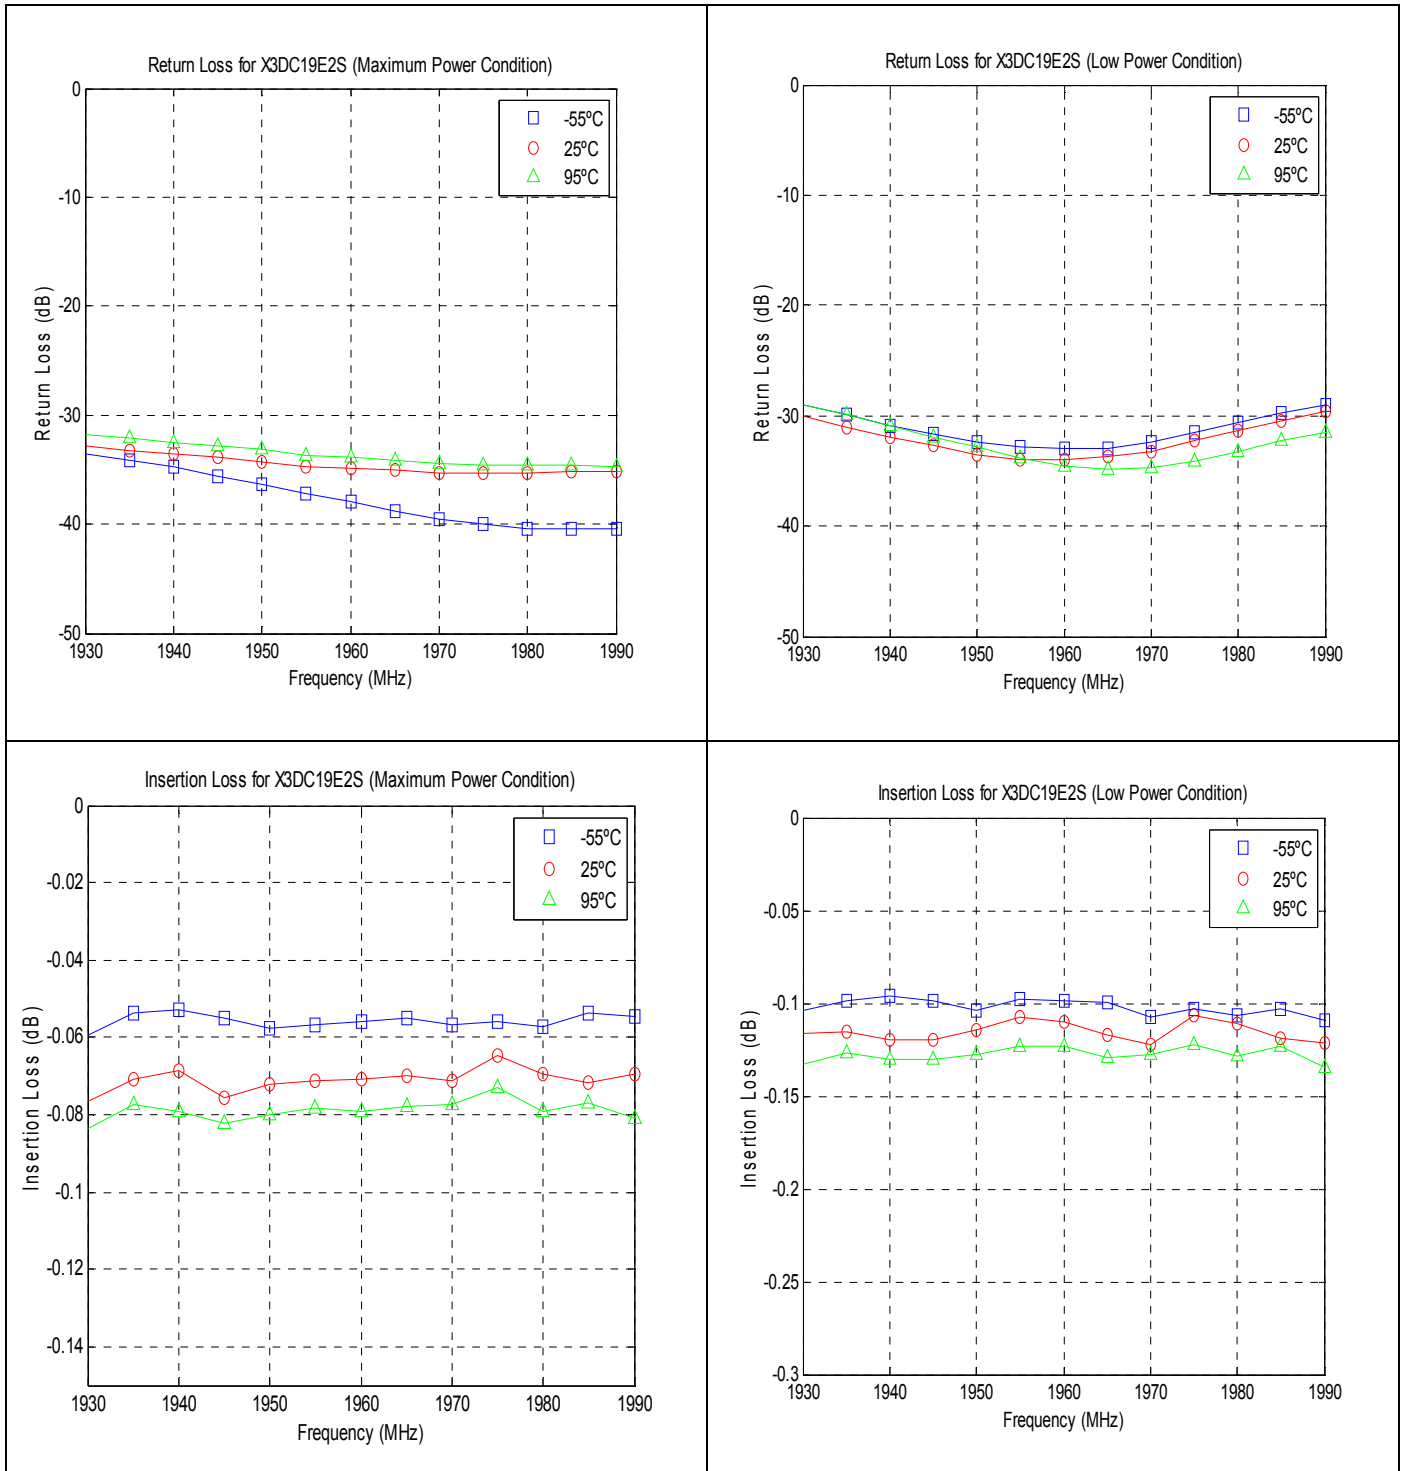 Return Loss for X3DC19E2S (Maximum Power Condition)
0
-10
-20
-30
-40
-50
Return Loss (dB)
-55ºC
25ºC
95ºC
1930 1940 1950 1960 1970 1980 1990
Frequency (MHz)
Return Loss for X3DC19E2S (Low Power Condition)
0
-10
-20
-30
-40
-50
Return Loss (dB)
-55ºC
25ºC
95ºC
1930 1940 1950 1960 1970 1980 1990
Frequency (MHz)
Insertion Loss for X3DC19E2S (Maximum Power Condition)
0
-0.02
-0.04
-0.06
-0.08
-0.1
-0.12
-0.14
Insertion Loss (dB)
-55ºC
25ºC
95ºC
1930 1940 1950 1960 1970 1980 1990
Frequency (MHz)
Insertion Loss for X3DC19E2S (Low Power Condition)
0
-0.05
-0.1
-0.15
-0.2
-0.25
-0.3
Insertion Loss (dB)
-55ºC
25ºC
95ºC
1930 1940 1950 1960 1970 1980 1990
Frequency (MHz)